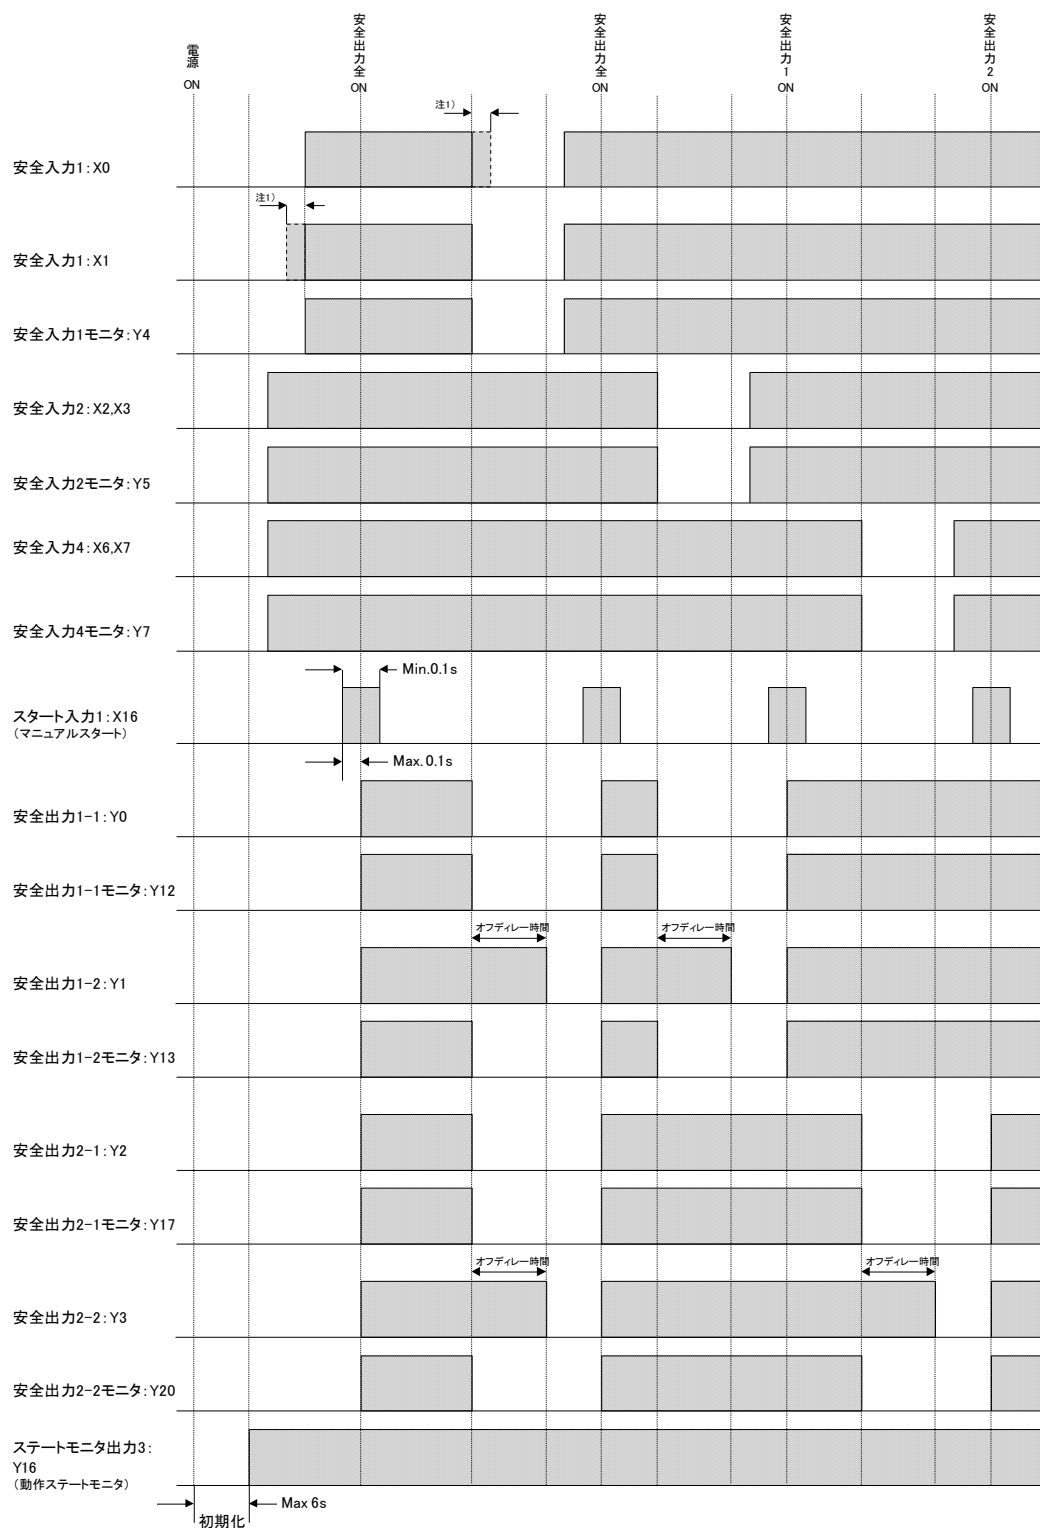 電源
ON
安全出力全
ON
安全出力全
ON
安全出力1
ON
安全出力2
ON
注1)
安全入力1:X0
注1)
安全入力1:X1
安全入力1モニタ:Y4
安全入力2:X2,X3
安全入力2モニタ:Y5
安全入力4:X6,X7
安全入力4モニタ:Y7
Min.0.1s
スタート入力1:X16
(マニュアルスタート)
Max.0.1s
安全出力1-1:Y0
安全出力1-1モニタ:Y12
オフディレー時間
オフディレー時間
安全出力1-2:Y1
安全出力1-2モニタ:Y13
安全出力2-1:Y2
安全出力2-1モニタ:Y17
オフディレー時間
オフディレー時間
安全出力2-2:Y3
安全出力2-2モニタ:Y20
ステートモニタ出力3:
Y16
(動作ステートモニタ)
Max 6s
初期化